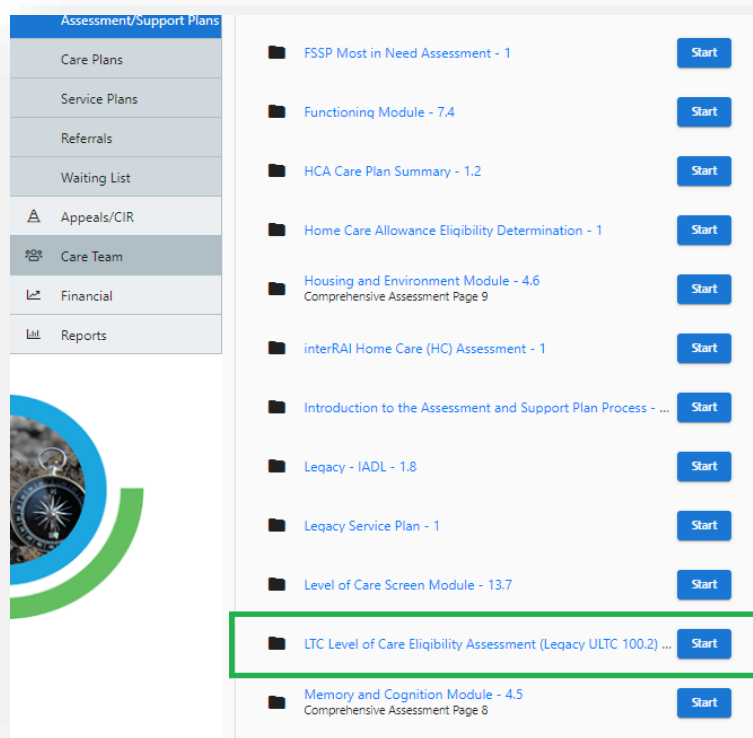 Assessment/Support Plans
Care Plans
Service Plans
Referrals
Waiting List
Appeals/CIR
Care Team
Financial
Reports
FSSP Most in Need Assessment - 1
Start
Functioning Module - 7.4
Start
HCA Care Plan Summary - 1.2
Start
Home Care Allowance Eligibility Determination - 1
Start
Housing and Environment Module - 4.6
Comprehensive Assessment Page 9
Start
interRAI Home Care (HC) Assessment - 1
Start
Introduction to the Assessment and Support Plan Process - ...
Start
Legacy - IADL - 1.8
Start
Legacy Service Plan - 1
Start
Level of Care Screen Module - 13.7
Start
LTC Level of Care Eligibility Assessment (Legacy ULTC 100.2) ...
Start
Memory and Cognition Module - 4.5
Comprehensive Assessment Page 8
Start